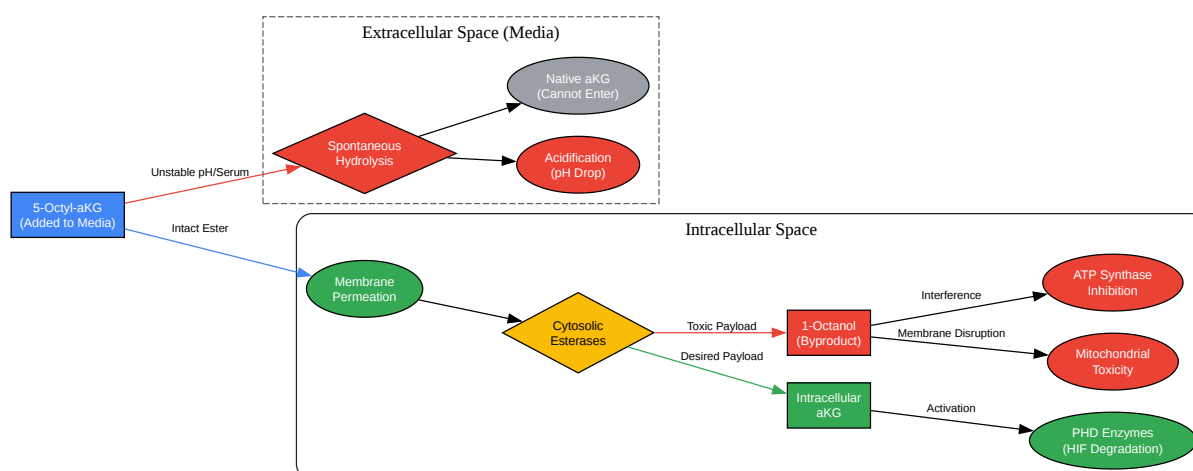 Extracellular Space (Media)
Native aKG
(Cannot Enter)
Spontaneous
Hydrolysis
Acidification
(pH Drop)
Unstable pH/Serum
5-Octyl-aKG
(Added to Media)
Intact Ester
Intracellular Space
Membrane
Permeation
Cytosolic
Esterases
Toxic Payload
Desired Payload
1-Octanol
(Byproduct)
Interference
Membrane Disruption
ATP Synthase
Inhibition
Mitochondrial
Toxicity
Intracellular
aKG
Activation
PHD Enzymes
(HIF Degradation)